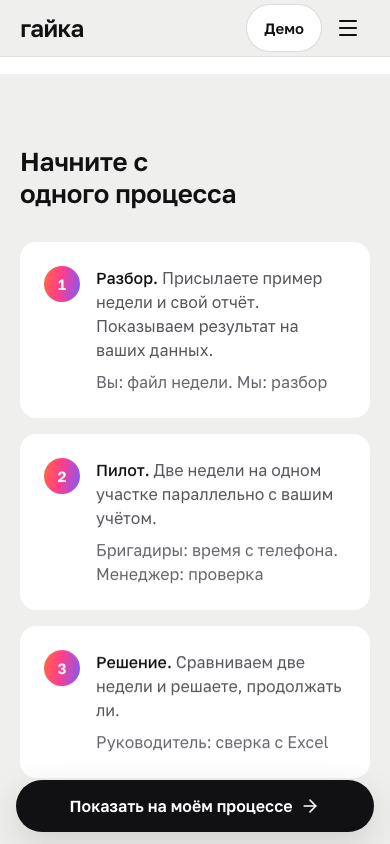 гайка
Демо
Начните с
одного процесса
1
Разбор. Присылаете пример
недели и свой отчёт.
Показываем результат на
ваших данных.
Вы: файл недели. Мы: разбор
2
Пилот. Две недели на одном
участке параллельно с вашим
учётом.
Бригадиры: время с телефона.
Менеджер: проверка
3
Решение. Сравниваем две
недели и решаете, продолжать
ли.
Руководитель: сверка с Excel
Показать на моём процессе →